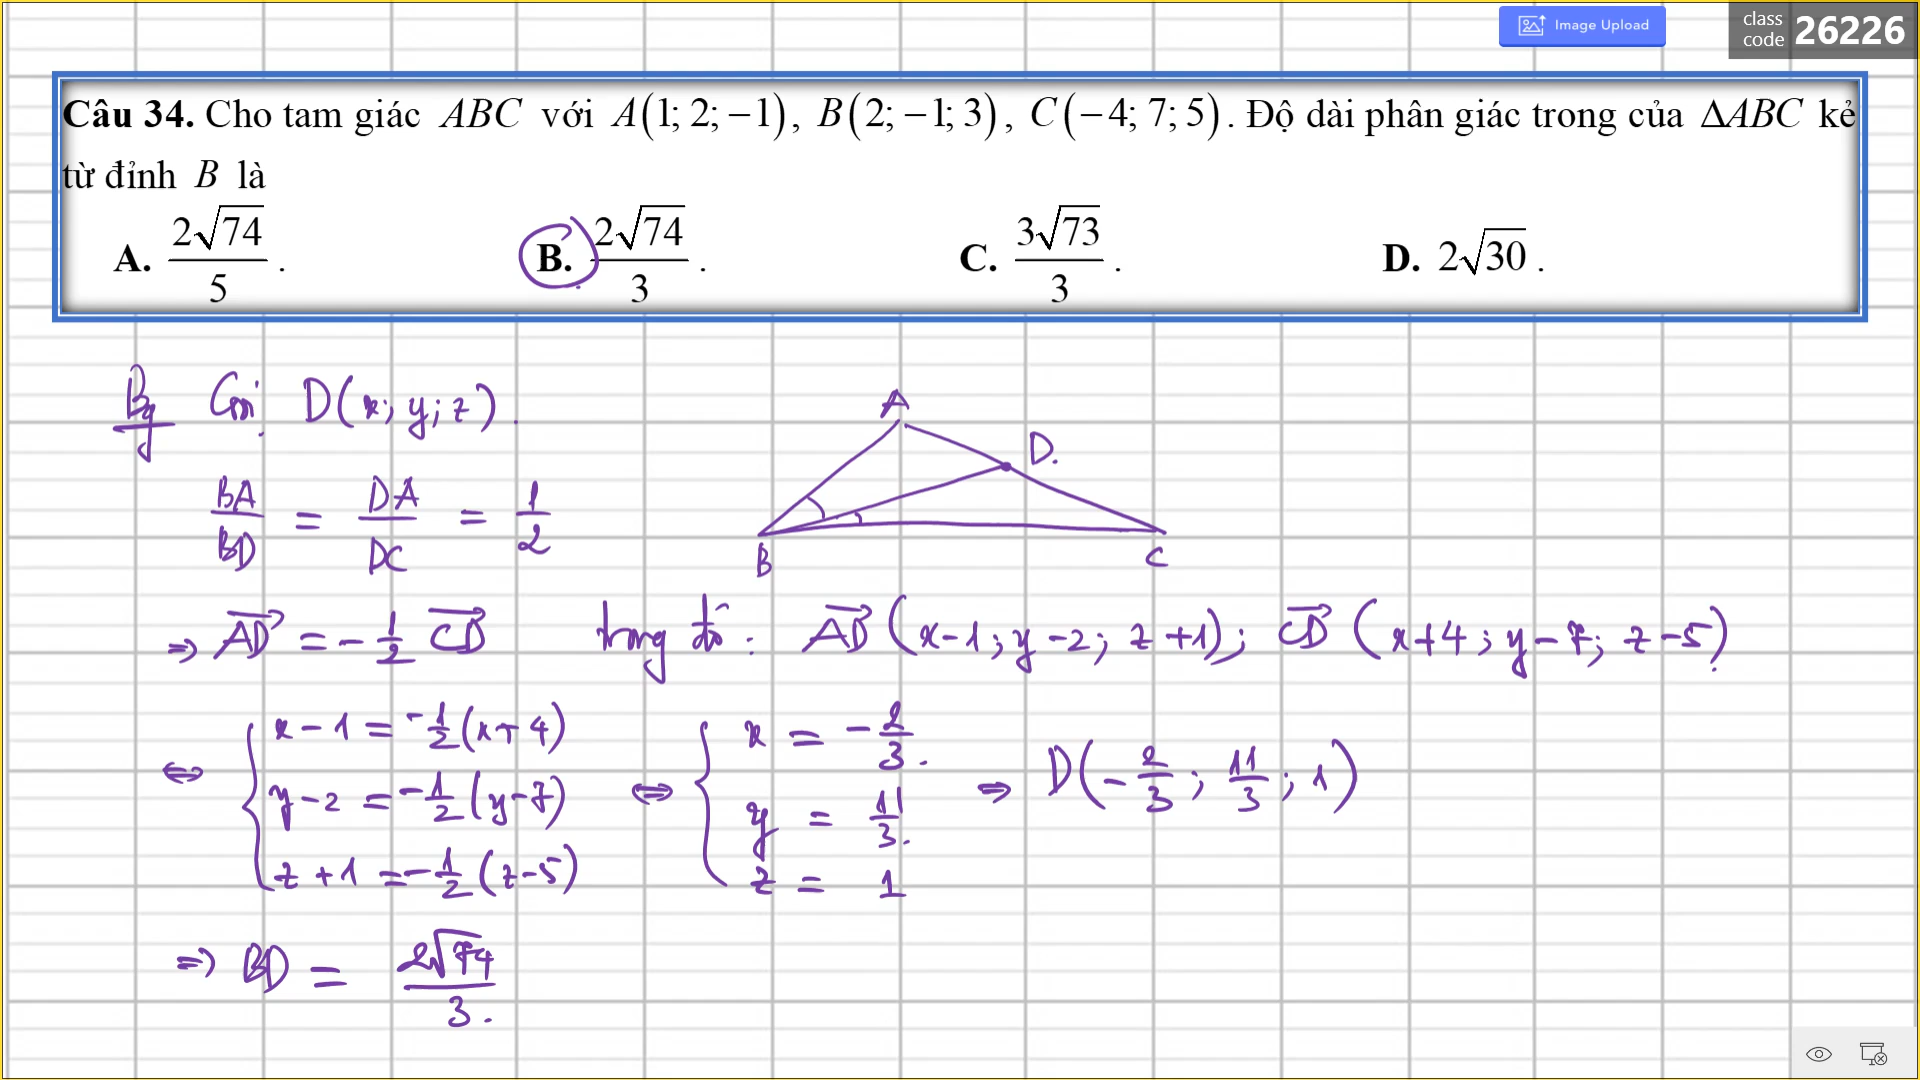 Image Upload
class code 26226
Câu 34. Cho tam giác ABC với A(1; 2; −1), B(2; −1; 3), C(−4; 7; 5). Độ dài phân giác trong của ΔABC kẻ
từ đỉnh B là
A. 2√74/5. B. 2√74/3. C. 3√73/3. D. 2√30.
Gọi D(x; y; z).
A
D.
B
C
BA/BD = DA/DC = 1/2
⇒ AD⃗ = −1/2 CD⃗ trong đó: AD⃗ (x−1; y−2; z+1); CD⃗ (x+4; y−7; z−5).
⇔ { x−1 = −1/2(x+4)
y−2 = −1/2(y−7)
z+1 = −1/2(z−5)
⇔ { x = −2/3.
y = 11/3.
z = 1
⇒ D(−2/3; 11/3; 1)
⇒ BD = 2√74/3.